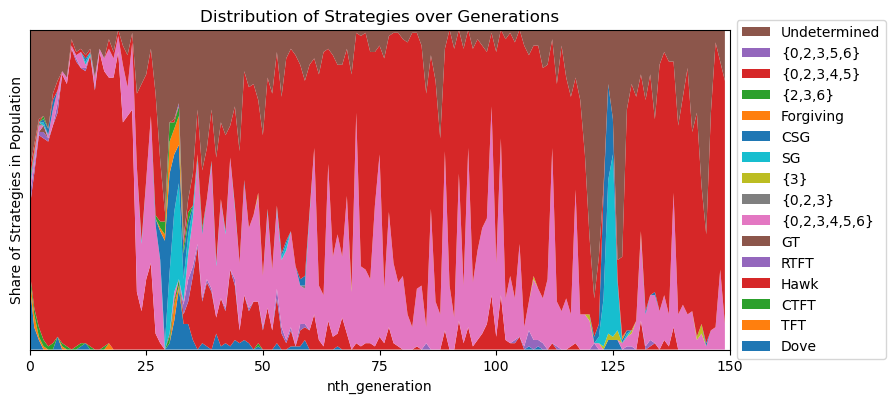 Distribution of Strategies over Generations
Share of Strategies in Population
0 25 50 75 100 125 150
nth_generation
Undetermined
{0,2,3,5,6}
{0,2,3,4,5}
{2,3,6}
Forgiving
CSG
SG
{3}
{0,2,3}
{0,2,3,4,5,6}
GT
RTFT
Hawk
CTFT
TFT
Dove